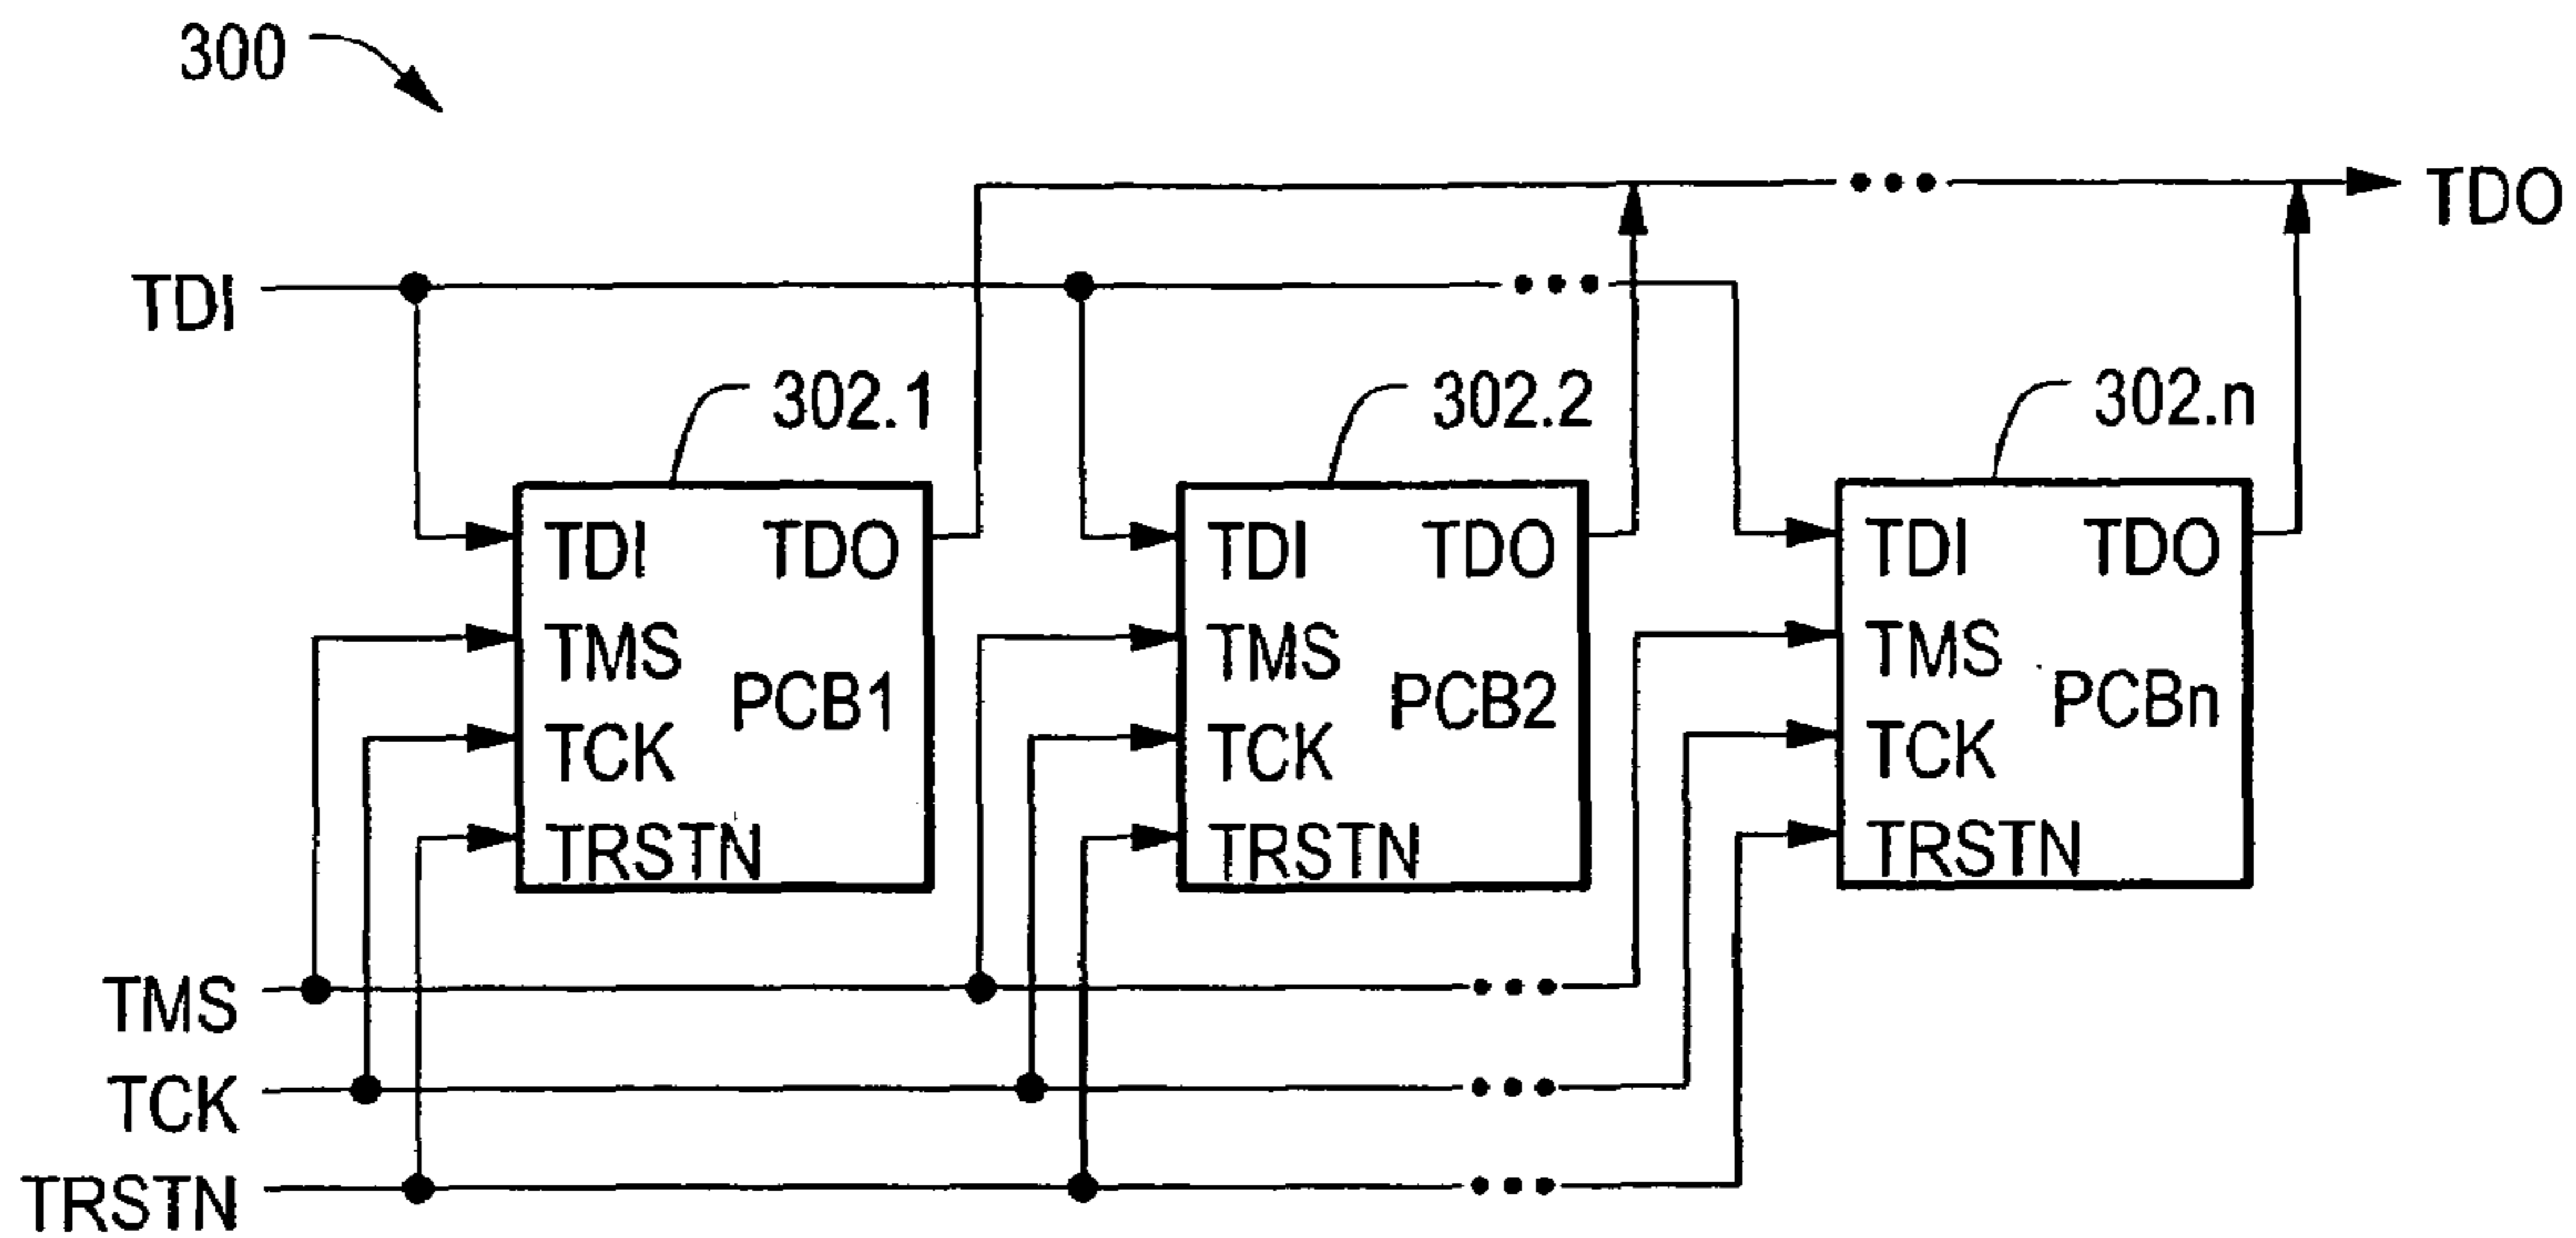 300
TDO
TDI
302.1
302.2
302.n
TDI TDO
TMS
PCB1
TCK
TRSTN
TDI TDO
TMS
PCB2
TCK
TRSTN
TDI TDO
TMS
PCBn
TCK
TRSTN
TMS
TCK
TRSTN